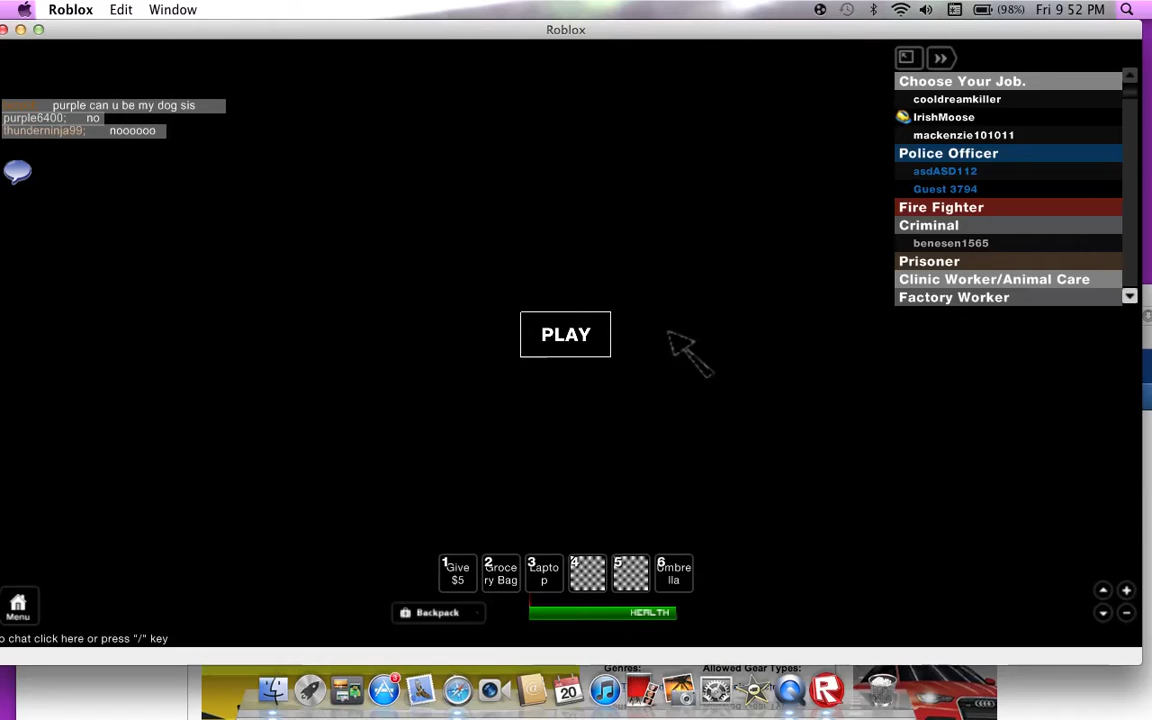 Roblox Edit Window (98%) Fri 9 52 PM
Roblox
Choose Your Job.
cooldreamkiller
IrishMoose
mackenzie101011
Police Officer
asdASD112
Guest 3794
Fire Fighter
Criminal
benesen1565
Prisoner
Clinic Worker/Animal Care
Factory Worker
purple can u be my dog sis
purple6400; no
thunderninja99; noooooo
PLAY
1 Give $5
2 Groce ry Bag
3 Lapto p
4
5
6 Umbre lla
Backpack
HEALTH
Menu
o chat click here or press "/" key
Genres: Allowed Gear Types:
3
20
R